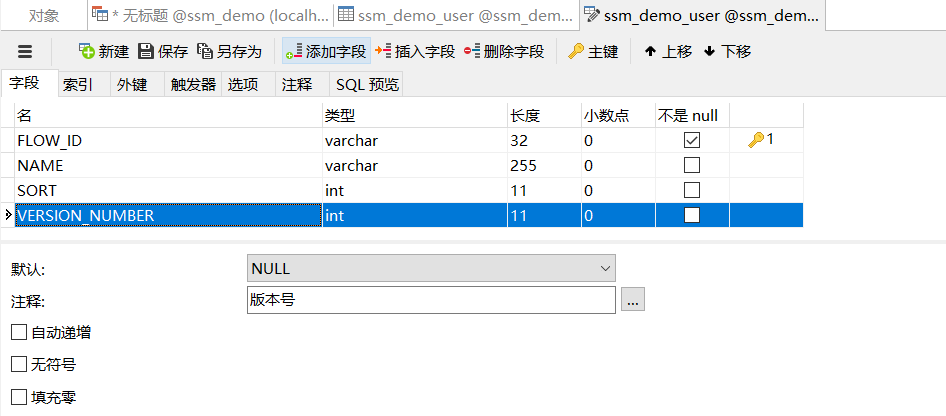 对象 * 无标题 @ssm_demo (localh... ssm_demo_user @ssm_demo... ssm_demo_user @ssm_dem...
新建 保存 另存为 添加字段 插入字段 删除字段 主键 上移 下移
字段 索引 外键 触发器 选项 注释 SQL 预览
名 类型 长度 小数点 不是 null
FLOW_ID varchar 32 0 1
NAME varchar 255 0
SORT int 11 0
VERSION_NUMBER int 11 0
默认: NULL
注释: 版本号 ...
自动递增
无符号
填充零